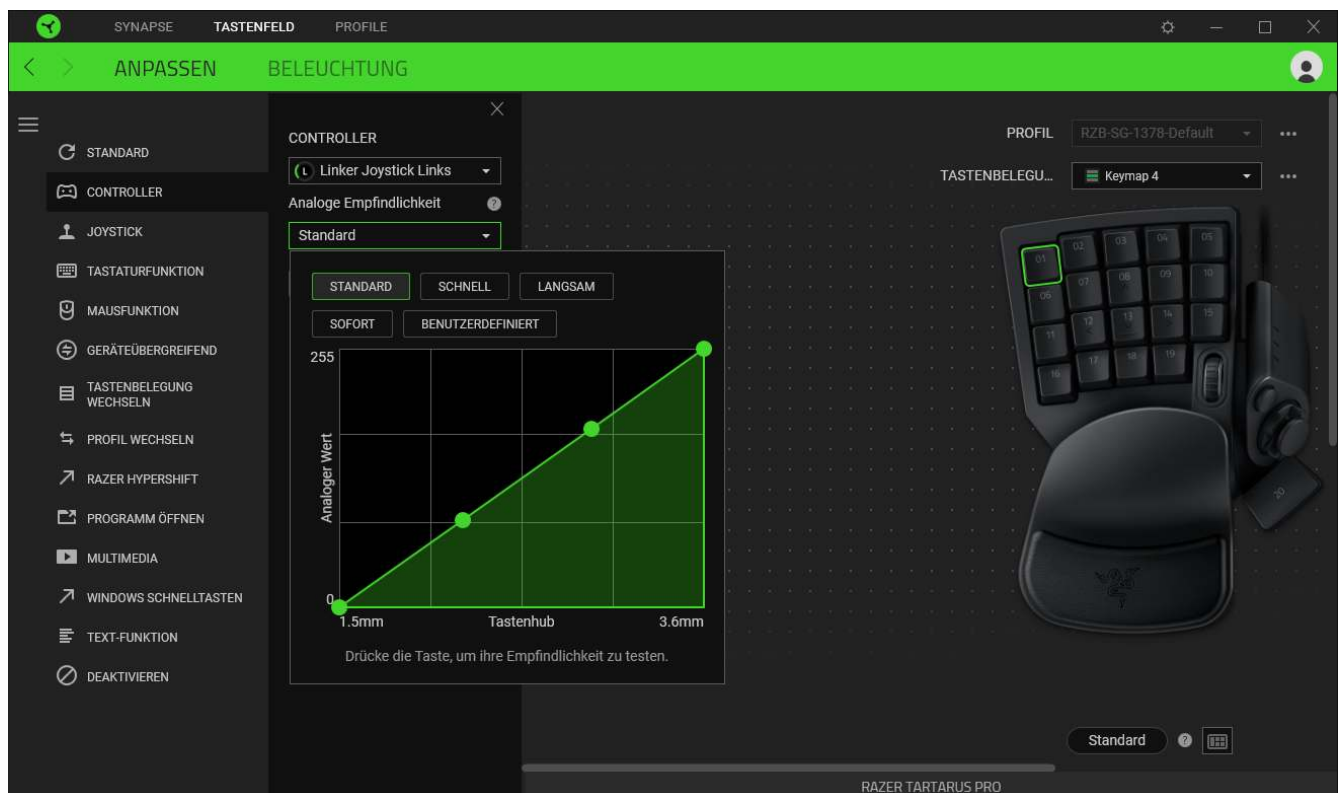 SYNAPSE TASTENFELD PROFILE
ANPASSEN BELEUCHTUNG
STANDARD
CONTROLLER
JOYSTICK
TASTATURFUNKTION
MAUSFUNKTION
GERÄTEÜBERGREIFEND
TASTENBELEGUNG
WECHSELN
PROFIL WECHSELN
RAZER HYPERSHIFT
PROGRAMM ÖFFNEN
MULTIMEDIA
WINDOWS SCHNELLTASTEN
TEXT-FUNKTION
DEAKTIVIEREN
CONTROLLER
L Linker Joystick Links
Analoge Empfindlichkeit ?
Standard
STANDARD SCHNELL LANGSAM
SOFORT BENUTZERDEFINIERT
255
Analoger Wert
0
1.5mm Tastenhub 3.6mm
Drücke die Taste, um ihre Empfindlichkeit zu testen.
PROFIL RZB-SG-1378-Default
TASTENBELEGU... Keymap 4
01 02 03 04 05
06 07 08 09 10
11 12 13 14 15
16 17 18 19
20
Standard ?
RAZER TARTARUS PRO